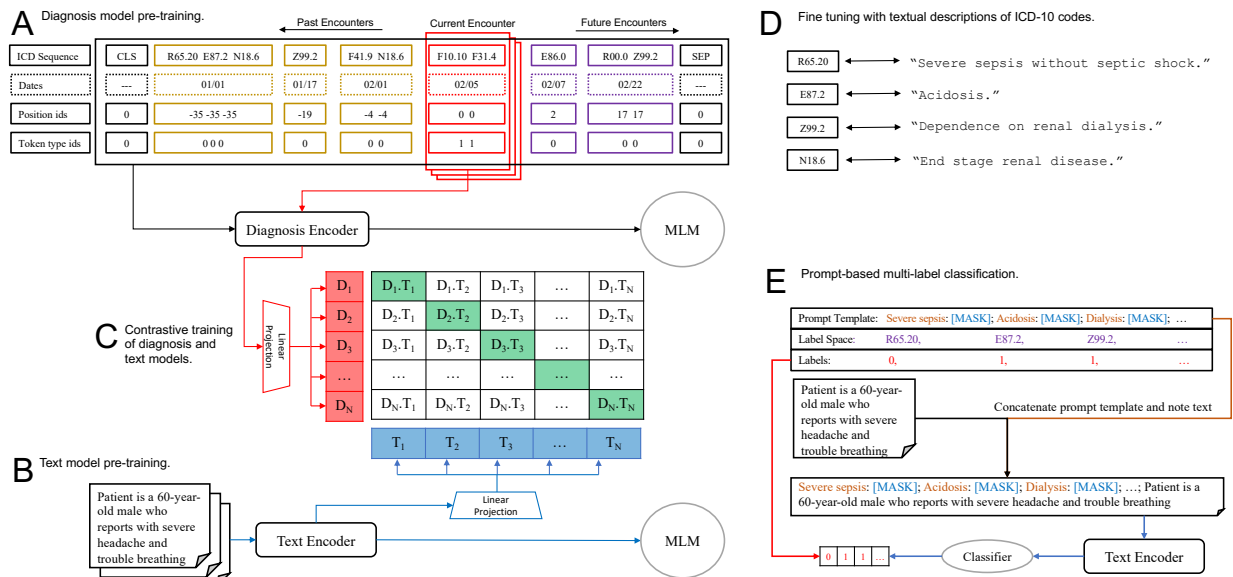 A Diagnosis model pre-training.
Past Encounters
Current Encounter
Future Encounters
ICD Sequence CLS R65.20 E87.2 N18.6 Z99.2 F41.9 N18.6 F10.10 F31.4 E86.0 R00.0 Z99.2 SEP
Dates --- 01/01 01/17 02/01 02/05 02/07 02/22 ---
Position ids 0 -35 -35 -35 -19 -4 -4 0 0 2 17 17 0
Token type ids 0 0 0 0 0 0 0 1 1 0 0 0 0
Diagnosis Encoder
MLM
C Contrastive training
of diagnosis and
text models.
Linear
Projection
D1 D1.T1 D1.T2 D1.T3 … D1.TN
D2 D2.T1 D2.T2 D2.T3 … D2.TN
D3 D3.T1 D3.T2 D3.T3 … D3.TN
… … … … … …
DN DN.T1 DN.T2 DN.T3 … DN.TN
T1 T2 T3 … TN
B Text model pre-training.
Patient is a 60-year-
old male who
reports with severe
headache and
trouble breathing
Linear
Projection
Text Encoder
MLM
D Fine tuning with textual descriptions of ICD-10 codes.
R65.20 “Severe sepsis without septic shock.”
E87.2 “Acidosis.”
Z99.2 “Dependence on renal dialysis.”
N18.6 “End stage renal disease.”
E Prompt-based multi-label classification.
Prompt Template: Severe sepsis: [MASK]; Acidosis: [MASK]; Dialysis: [MASK]; …
Label Space: R65.20, E87.2, Z99.2, …
Labels: 0, 1, 1, …
Patient is a 60-year-
old male who
reports with severe
headache and
trouble breathing
Concatenate prompt template and note text
Severe sepsis: [MASK]; Acidosis: [MASK]; Dialysis: [MASK]; …; Patient is a
60-year-old male who reports with severe headache and trouble breathing
0 1 1 …
Classifier
Text Encoder